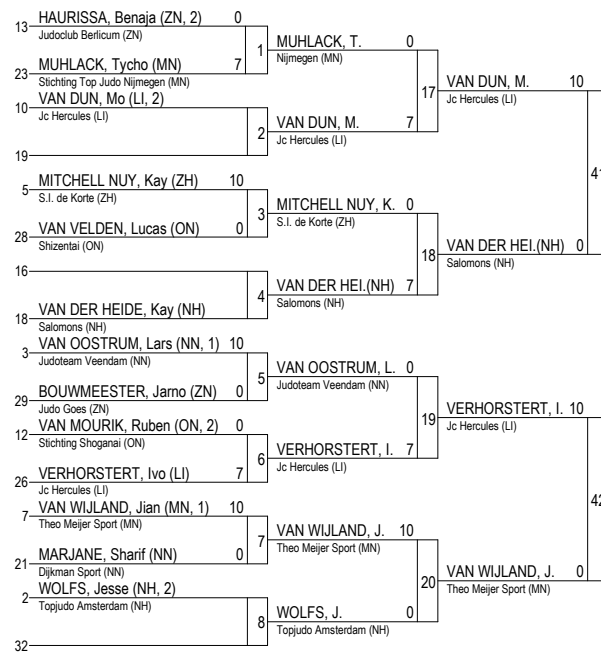 13 HAURISSA, Benaja (ZN, 2) 0
Judoclub Berlicum (ZN)
1 MUHLACK, T. 0
Nijmegen (MN)
23 MUHLACK, Tycho (MN) 7
Stichting Top Judo Nijmegen (MN)
17 VAN DUN, M. 10
Jc Hercules (LI)
10 VAN DUN, Mo (LI, 2)
Jc Hercules (LI)
2 VAN DUN, M. 7
Jc Hercules (LI)
19
41
5 MITCHELL NUY, Kay (ZH) 10
S.I. de Korte (ZH)
3 MITCHELL NUY, K. 0
S.I. de Korte (ZH)
28 VAN VELDEN, Lucas (ON) 0
Shizentai (ON)
18 VAN DER HEI.(NH) 0
Salomons (NH)
16
4 VAN DER HEI.(NH) 7
Salomons (NH)
18 VAN DER HEIDE, Kay (NH)
Salomons (NH)
3 VAN OOSTRUM, Lars (NN, 1) 10
Judoteam Veendam (NN)
5 VAN OOSTRUM, L. 0
Judoteam Veendam (NN)
29 BOUWMEESTER, Jarno (ZN) 0
Judo Goes (ZN)
19 VERHORSTERT, I. 10
Jc Hercules (LI)
12 VAN MOURIK, Ruben (ON, 2) 0
Stichting Shoganai (ON)
6 VERHORSTERT, I. 7
Jc Hercules (LI)
26 VERHORSTERT, Ivo (LI) 7
Jc Hercules (LI)
42
7 VAN WIJLAND, Jian (MN, 1) 10
Theo Meijer Sport (MN)
7 VAN WIJLAND, J. 10
Theo Meijer Sport (MN)
21 MARJANE, Sharif (NN) 0
Dijkman Sport (NN)
20 VAN WIJLAND, J. 0
Theo Meijer Sport (MN)
2 WOLFS, Jesse (NH, 2)
Topjudo Amsterdam (NH)
8 WOLFS, J. 0
Topjudo Amsterdam (NH)
32